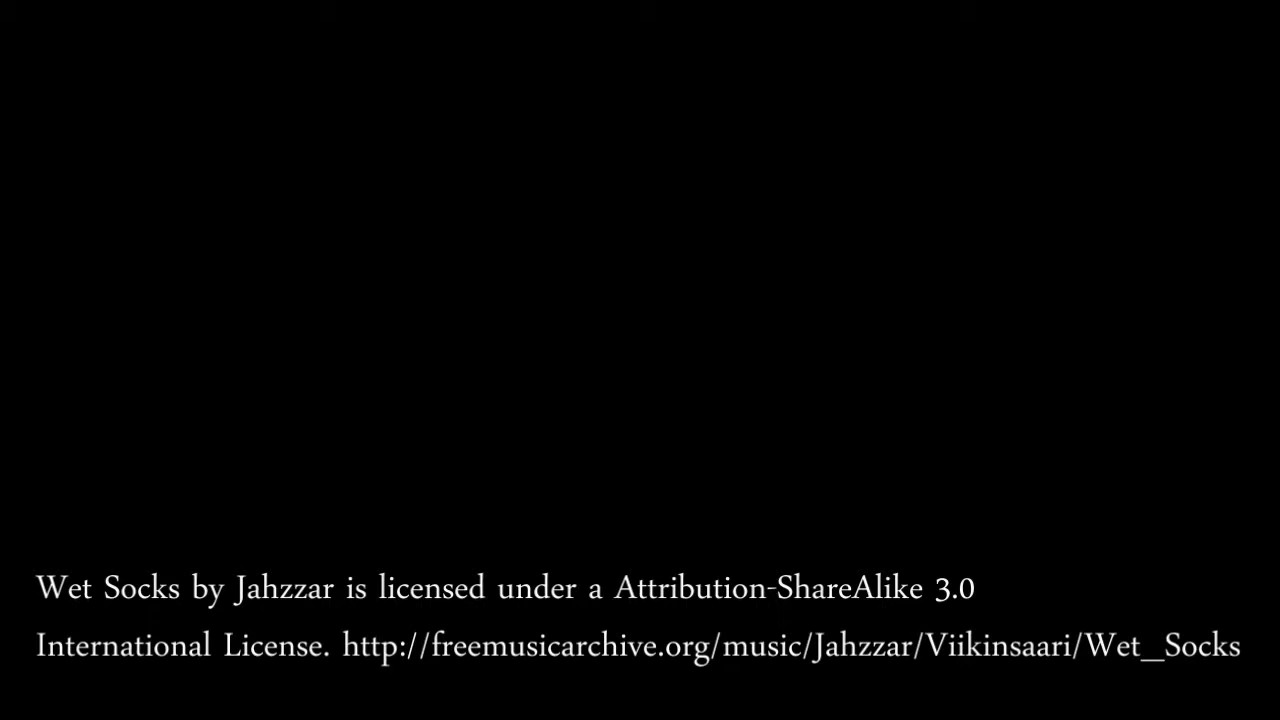 Wet Socks by Jahzzar is licensed under a Attribution-ShareAlike 3.0
International License. http://freemusicarchive.org/music/Jahzzar/Viikinsaari/Wet_Socks